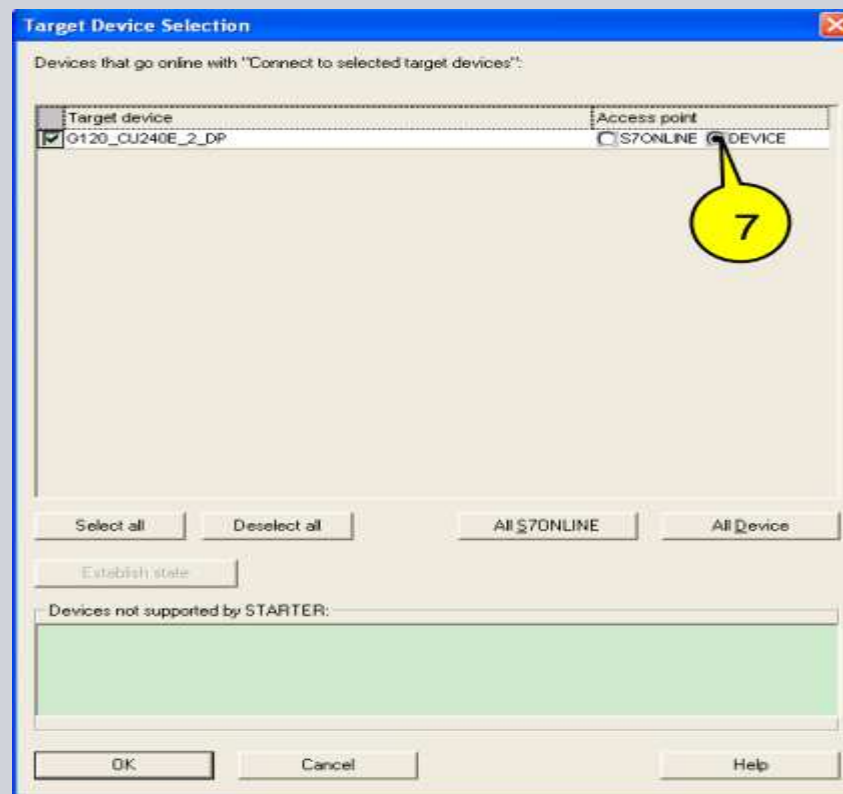 Target Device Selection
Devices that go online with "Connect to selected target devices":
Target device Access point
G120_CU240E_2_DP S7ONLINE DEVICE
7
Select all Deselect all All S7ONLINE All Device
Establish state
Devices not supported by STARTER:
OK Cancel Help